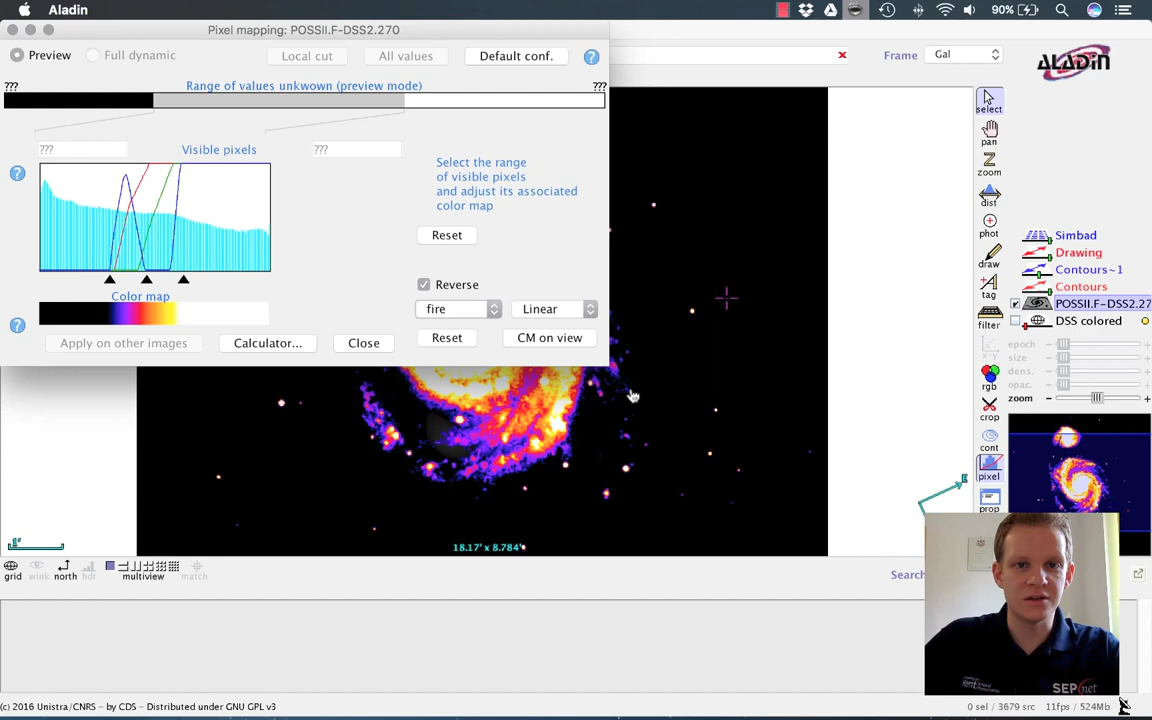 Aladin
90%
Pixel mapping: POSSII.F-DSS2.270
Preview
Full dynamic
Local cut
All values
Default conf.
?
Frame
Gal
ALADIN
???
Range of values unkwown (preview mode)
???
???
Visible pixels
???
?
Select the range
of visible pixels
and adjust its associated
color map
Reset
Color map
Reverse
?
fire
Linear
Apply on other images
Calculator...
Close
Reset
CM on view
select
pan
zoom
dist
phot
draw
tag
filter
x-y
rgb
crop
cont
pixel
prop
Simbad
Drawing
Contours~1
Contours
POSSII.F-DSS2.27
DSS colored
epoch
size
dens.
opac.
zoom
E
1'
18.17' x 8.784'
grid
wink
north
hdr
multiview
match
Search
SEPnet
(c) 2016 Unistra/CNRS - by CDS - Distributed under GNU GPL v3
0 sel / 3679 src 11fps / 524Mb